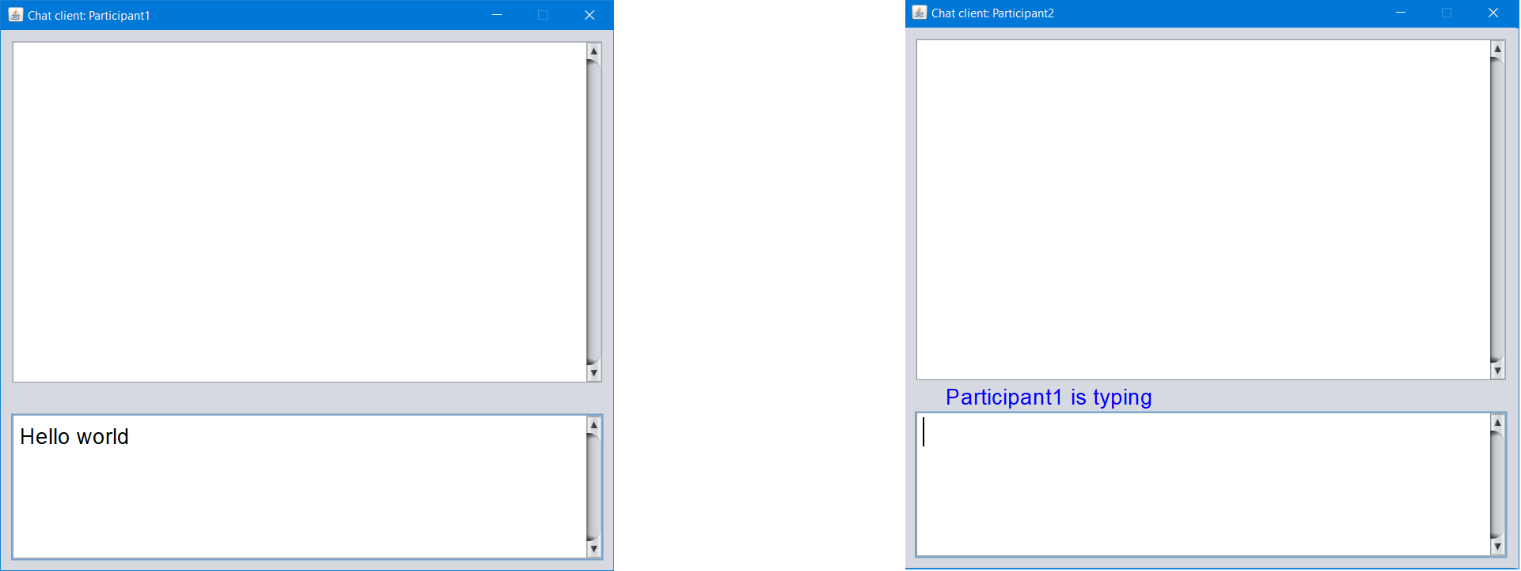 Chat client: Participant1
Hello world
Chat client: Participant2
Participant1 is typing